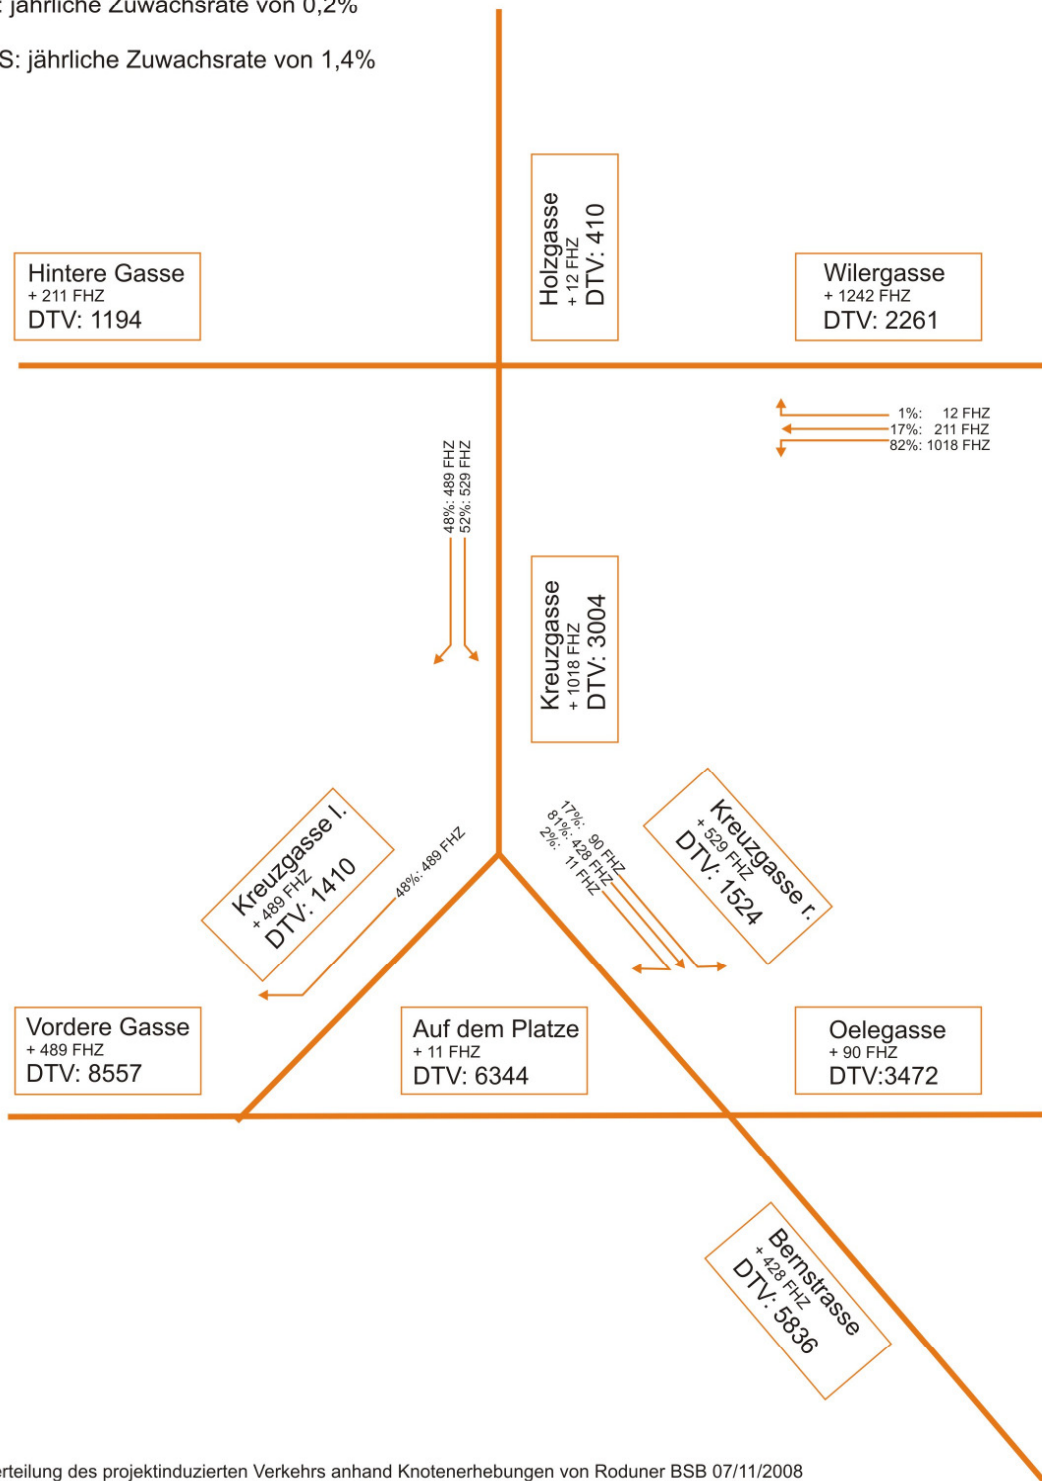 : jährliche Zuwachsrate von 0,2%
S: jährliche Zuwachsrate von 1,4%
Holzgasse
+ 12 FHZ
DTV: 410
Hintere Gasse
+ 211 FHZ
DTV: 1194
Wilergasse
+ 1242 FHZ
DTV: 2261
1%: 12 FHZ
17%: 211 FHZ
82%: 1018 FHZ
48%: 489 FHZ
52%: 529 FHZ
Kreuzgasse
+ 1018 FHZ
DTV: 3004
Kreuzgasse l.
+ 489 FHZ
DTV: 1410
48%: 489 FHZ
17%: 90 FHZ
81%: 428 FHZ
2%: 11 FHZ
Kreuzgasse r.
+ 529 FHZ
DTV: 1524
Vordere Gasse
+ 489 FHZ
DTV: 8557
Auf dem Platze
+ 11 FHZ
DTV: 6344
Oelegasse
+ 90 FHZ
DTV:3472
Bernstrasse
+ 428 FHZ
DTV: 5836
erteilung des projektinduzierten Verkehrs anhand Knotenerhebungen von Roduner BSB 07/11/2008